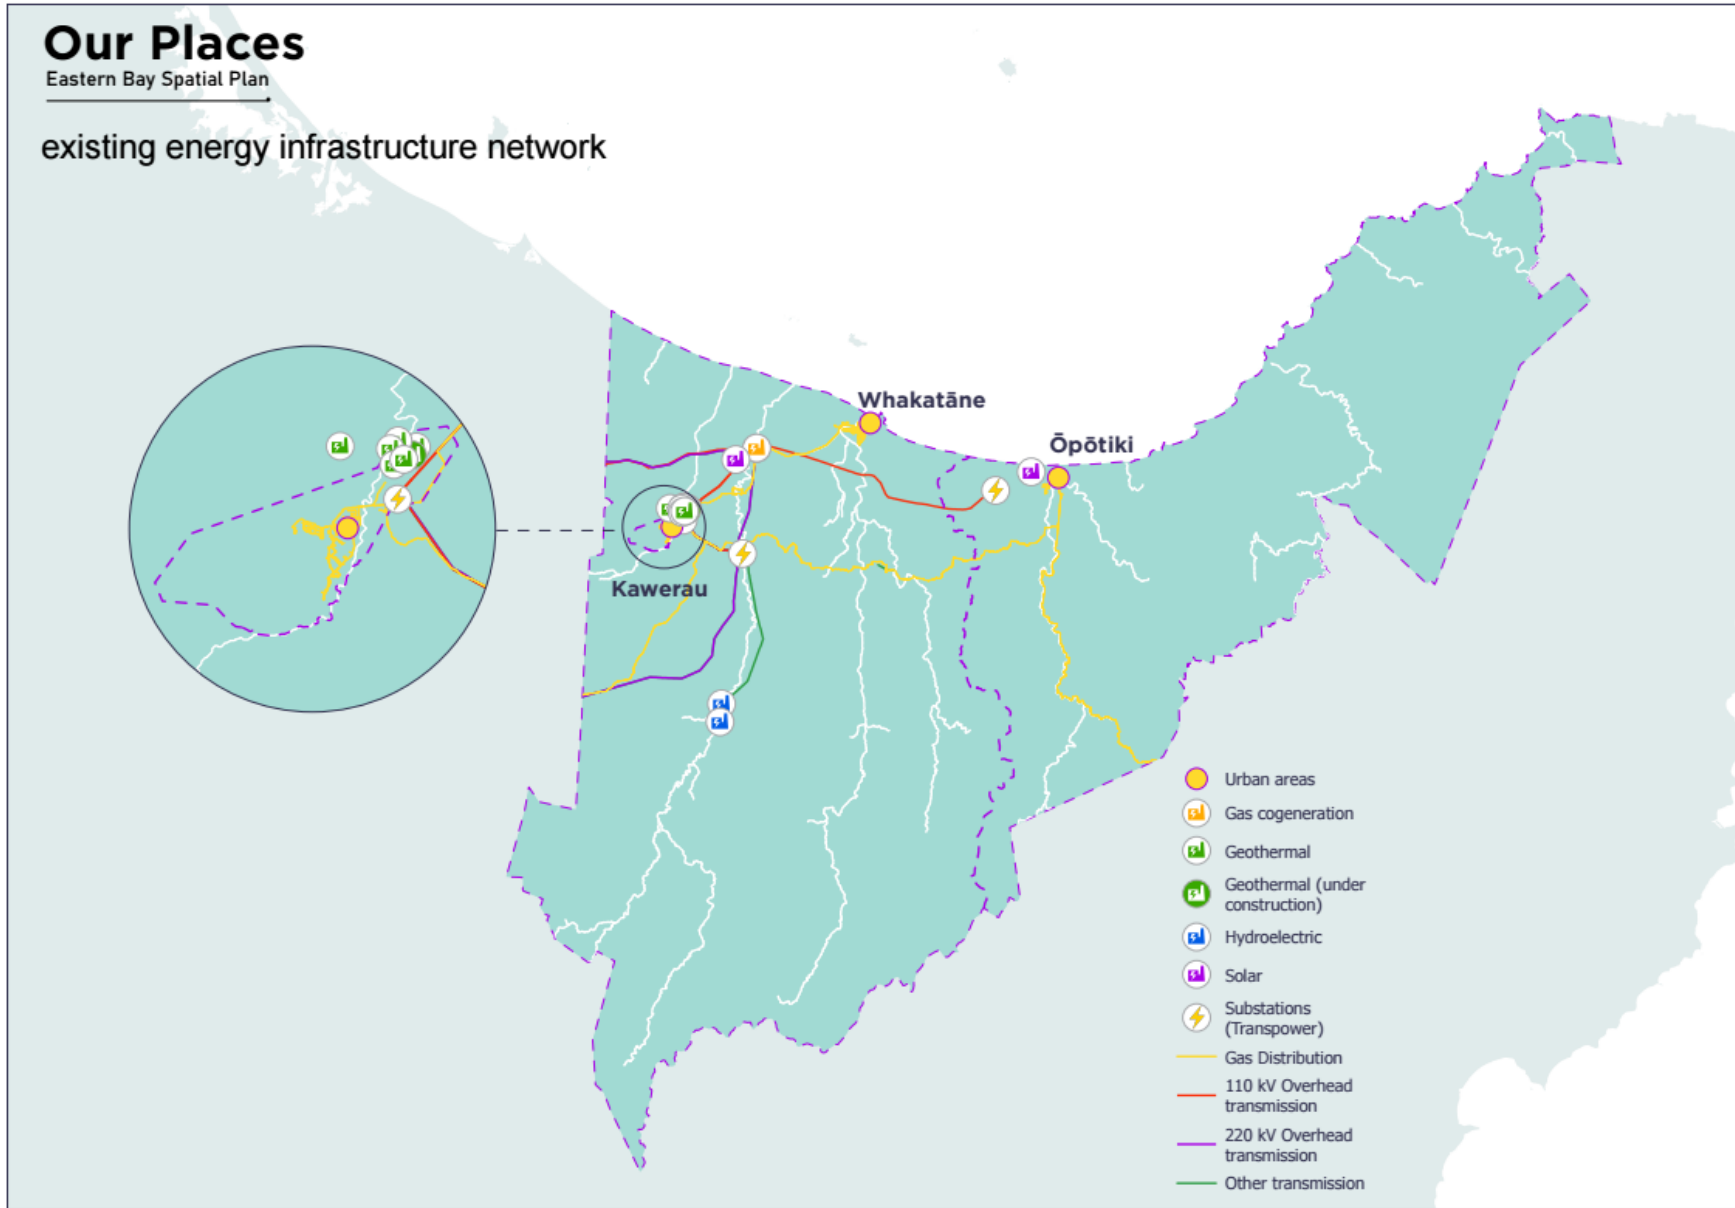 Our Places
Eastern Bay Spatial Plan
existing energy infrastructure network
Whakatāne
Ōpōtiki
Kawerau
Urban areas
Gas cogeneration
Geothermal
Geothermal (under
construction)
Hydroelectric
Solar
Substations
(Transpower)
Gas Distribution
110 kV Overhead
transmission
220 kV Overhead
transmission
Other transmission